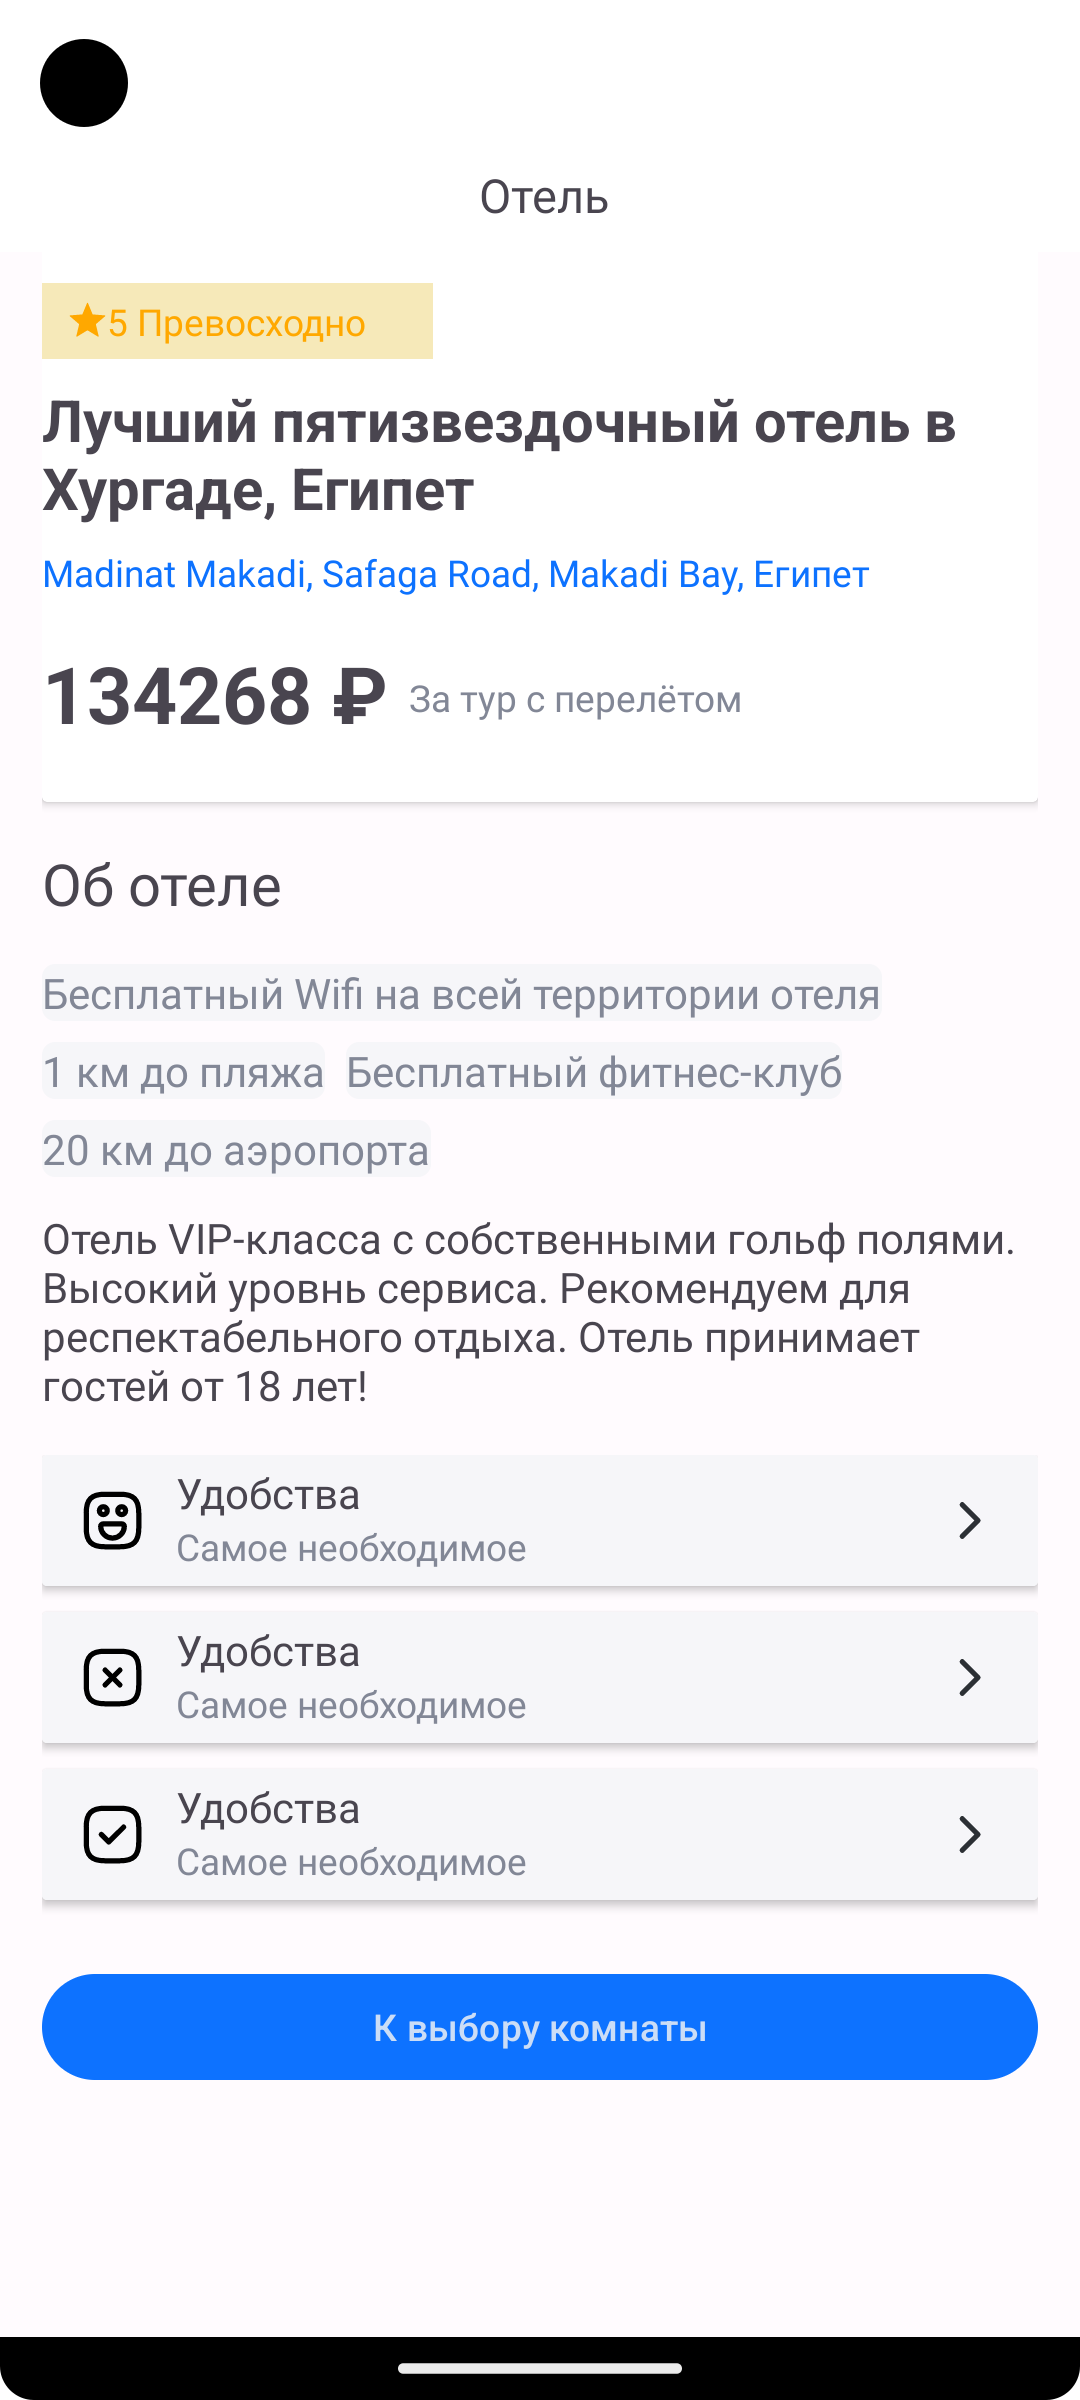 Отель
5 Превосходно
Лучший пятизвездочный отель в
Хургаде, Египет
Madinat Makadi, Safaga Road, Makadi Bay, Египет
134268 ₽ За тур с перелётом
Об отеле
Бесплатный Wifi на всей территории отеля
1 км до пляжа Бесплатный фитнес-клуб
20 км до аэропорта
Отель VIP-класса с собственными гольф полями.
Высокий уровнь сервиса. Рекомендуем для
респектабельного отдыха. Отель принимает
гостей от 18 лет!
Удобства
Самое необходимое
Удобства
Самое необходимое
Удобства
Самое необходимое
К выбору комнаты